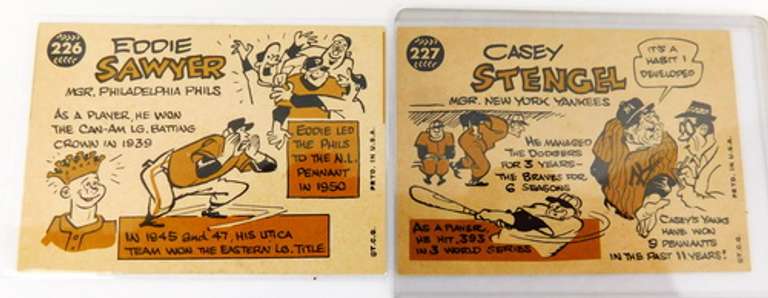 226
EDDIE
SAWYER
MGR. PHILADELPHIA PHILS
AS A PLAYER, HE WON
THE CAN-AM LG. BATTING
CROWN IN 1939
EDDIE LED
THE PHILS
TO THE N.L.
PENNANT
IN 1950
IN 1945 and '47, HIS UTICA
TEAM WON THE EASTERN LG. TITLE
©T.C.G.
PRTD. IN U.S.A.
227
CASEY
STENGEL
MGR. NEW YORK YANKEES
IT'S A
HABIT I
DEVELOPED
HE MANAGED
THE DODGERS
FOR 3 YEARS—
THE BRAVES FOR
6 SEASONS
AS A PLAYER,
HE HIT .393
IN 3 WORLD SERIES
CASEY'S YANKS
HAVE WON
9 PENNANTS
IN THE PAST 11 YEARS!
©T.C.G.
PRTD. IN U.S.A.